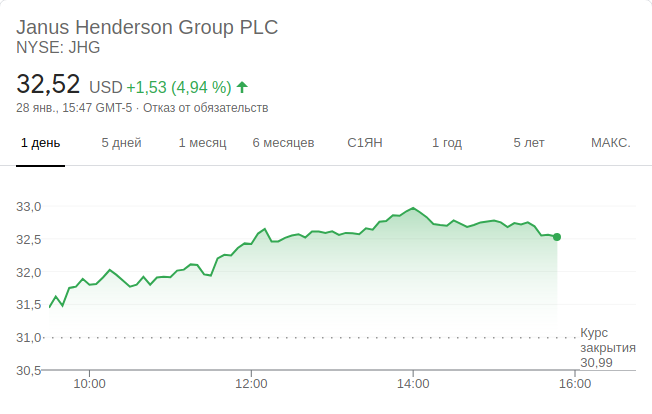 Janus Henderson Group PLC
NYSE: JHG
32,52 USD +1,53 (4,94 %)
28 янв., 15:47 GMT-5 · Отказ от обязательств
1 день 5 дней 1 месяц 6 месяцев С1ЯН 1 год 5 лет МАКС.
33,0
32,5
32,0
31,5
31,0
30,5
Курс
закрытия
30,99
10:00 12:00 14:00 16:00